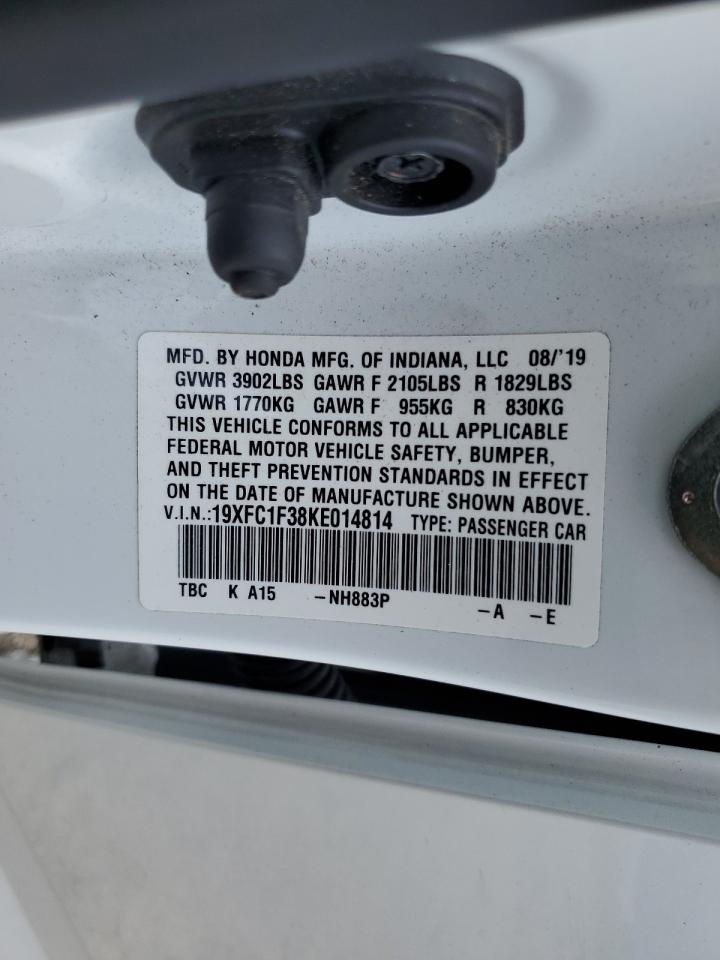 MFD. BY HONDA MFG. OF INDIANA, LLC 08/'19
GVWR 3902LBS GAWR F 2105LBS R 1829LBS
GVWR 1770KG GAWR F 955KG R 830KG
THIS VEHICLE CONFORMS TO ALL APPLICABLE
FEDERAL MOTOR VEHICLE SAFETY, BUMPER,
AND THEFT PREVENTION STANDARDS IN EFFECT
ON THE DATE OF MANUFACTURE SHOWN ABOVE.
V.I.N.:19XFC1F38KE014814 TYPE: PASSENGER CAR
TBC K A15 -NH883P -A -E